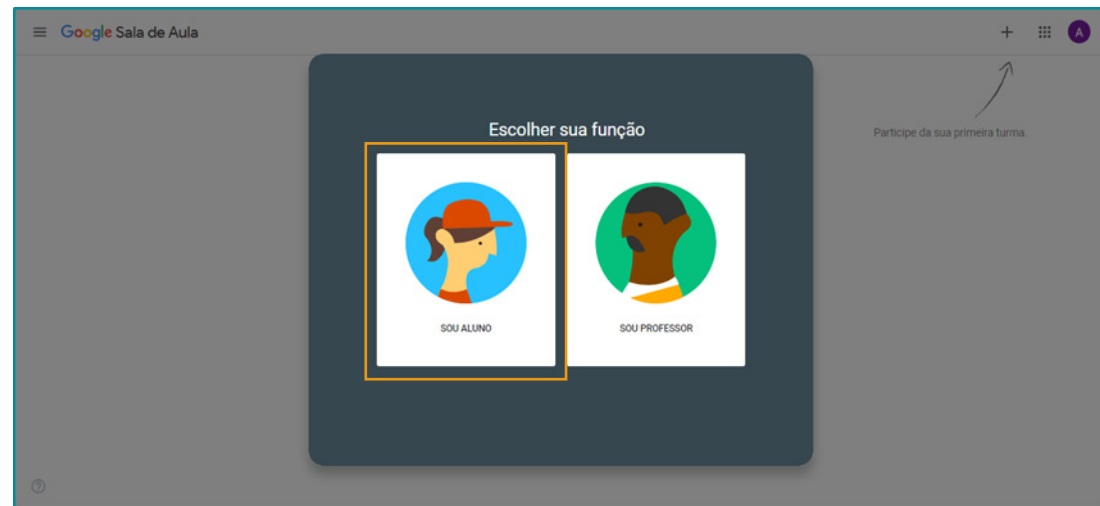 Google Sala de Aula
A
Participe da sua primeira turma.
Escolher sua função
SOU ALUNO
SOU PROFESSOR